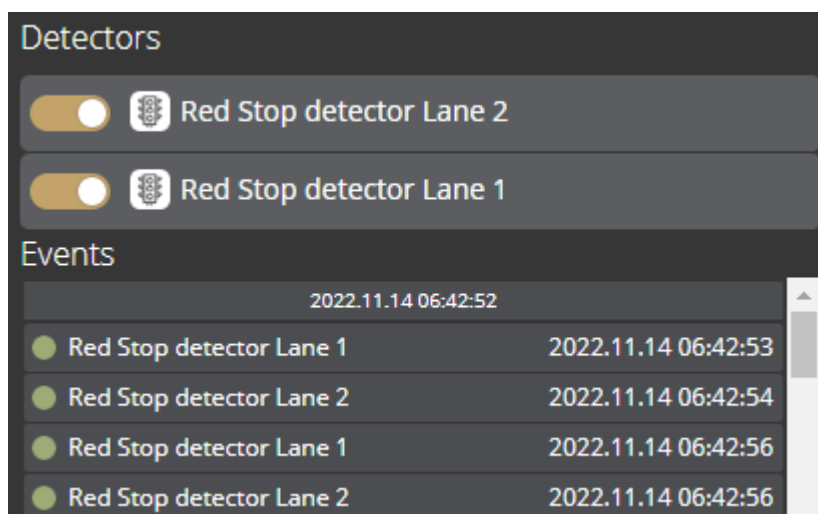 Detectors
Red Stop detector Lane 2
Red Stop detector Lane 1
Events
2022.11.14 06:42:52
Red Stop detector Lane 1 2022.11.14 06:42:53
Red Stop detector Lane 2 2022.11.14 06:42:54
Red Stop detector Lane 1 2022.11.14 06:42:56
Red Stop detector Lane 2 2022.11.14 06:42:56